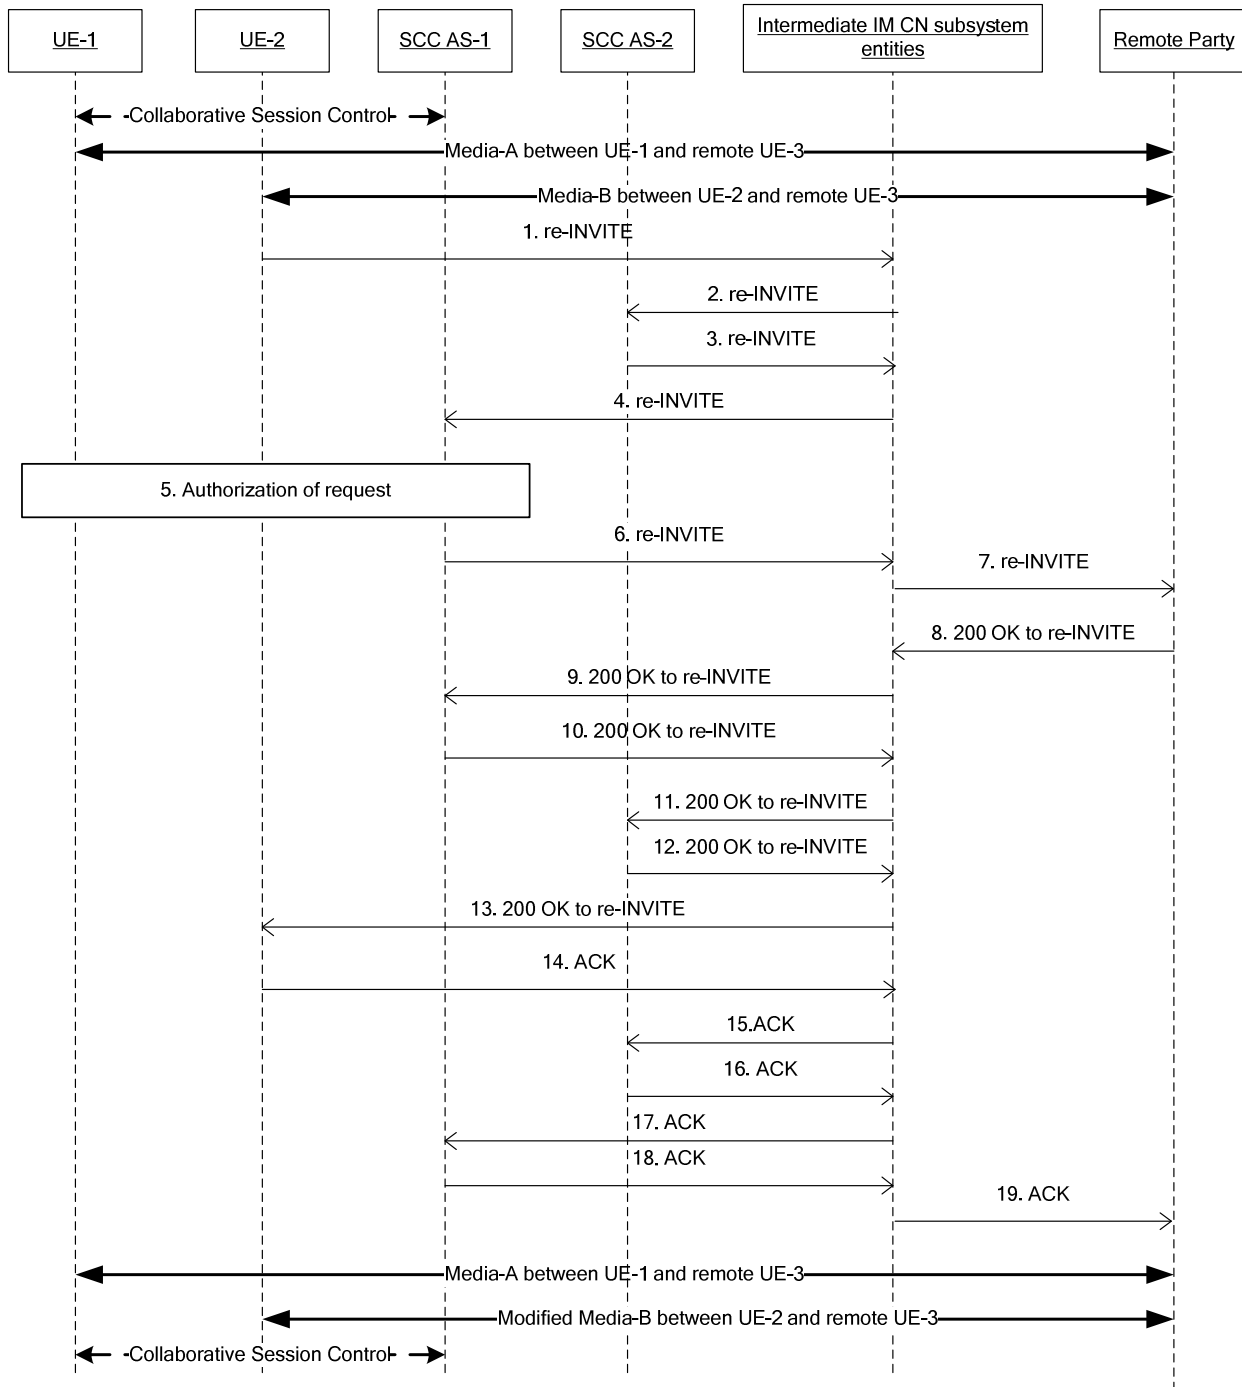 UE-1
UE-2
SCC AS-1
SCC AS-2
Intermediate IM CN subsystem
entities
Remote Party
Collaborative Session Control
Media-A between UE-1 and remote UE-3
Media-B between UE-2 and remote UE-3
1. re-INVITE
2. re-INVITE
3. re-INVITE
4. re-INVITE
5. Authorization of request
6. re-INVITE
7. re-INVITE
8. 200 OK to re-INVITE
9. 200 OK to re-INVITE
10. 200 OK to re-INVITE
11. 200 OK to re-INVITE
12. 200 OK to re-INVITE
13. 200 OK to re-INVITE
14. ACK
15.ACK
16. ACK
17. ACK
18. ACK
19. ACK
Media-A between UE-1 and remote UE-3
Modified Media-B between UE-2 and remote UE-3
Collaborative Session Control